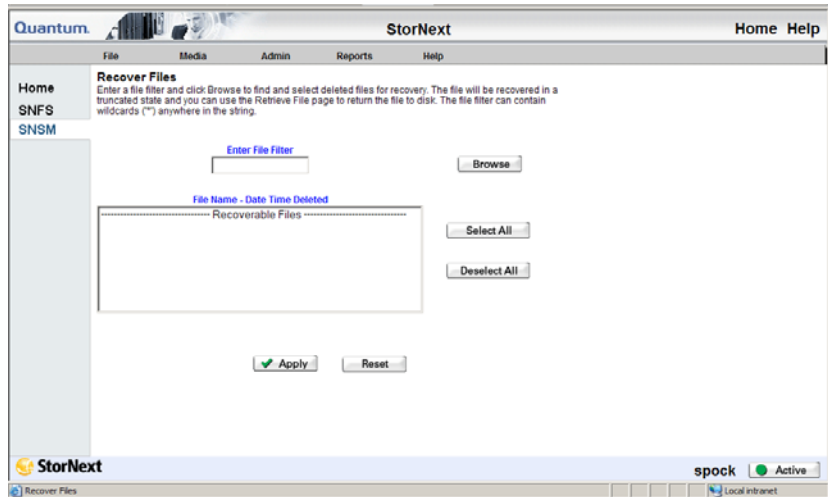 Quantum.
StorNext
Home Help
File Media Admin Reports Help
Home
SNFS
SNSM
Recover Files
Enter a file filter and click Browse to find and select deleted files for recovery. The file will be recovered in a
truncated state and you can use the Retrieve File page to return the file to disk. The file filter can contain
wildcards ("*") anywhere in the string.
Enter File Filter
Browse
File Name - Date Time Deleted
---------------------------------- Recoverable Files --------------------------------
Select All
Deselect All
Apply Reset
StorNext
spock Active
Recover Files
Local intranet